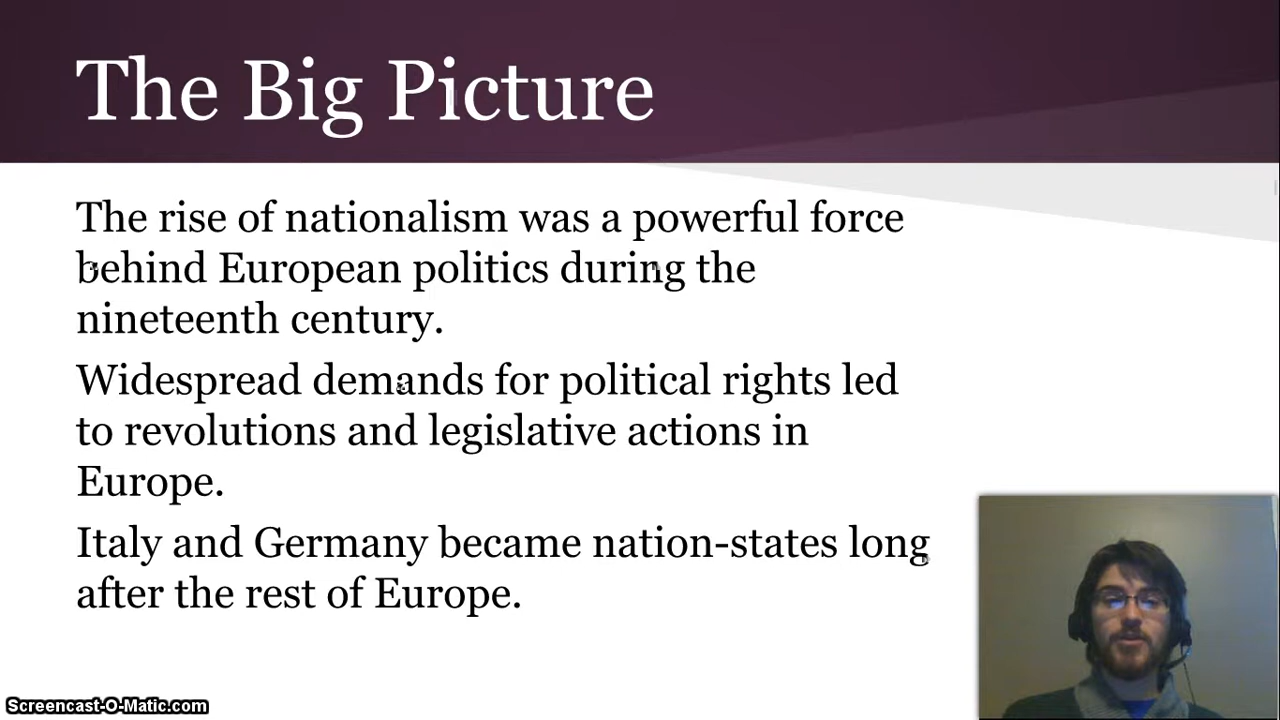 The Big Picture
The rise of nationalism was a powerful force
behind European politics during the
nineteenth century.
Widespread demands for political rights led
to revolutions and legislative actions in
Europe.
Italy and Germany became nation-states long
after the rest of Europe.
Screencast-O-Matic.com